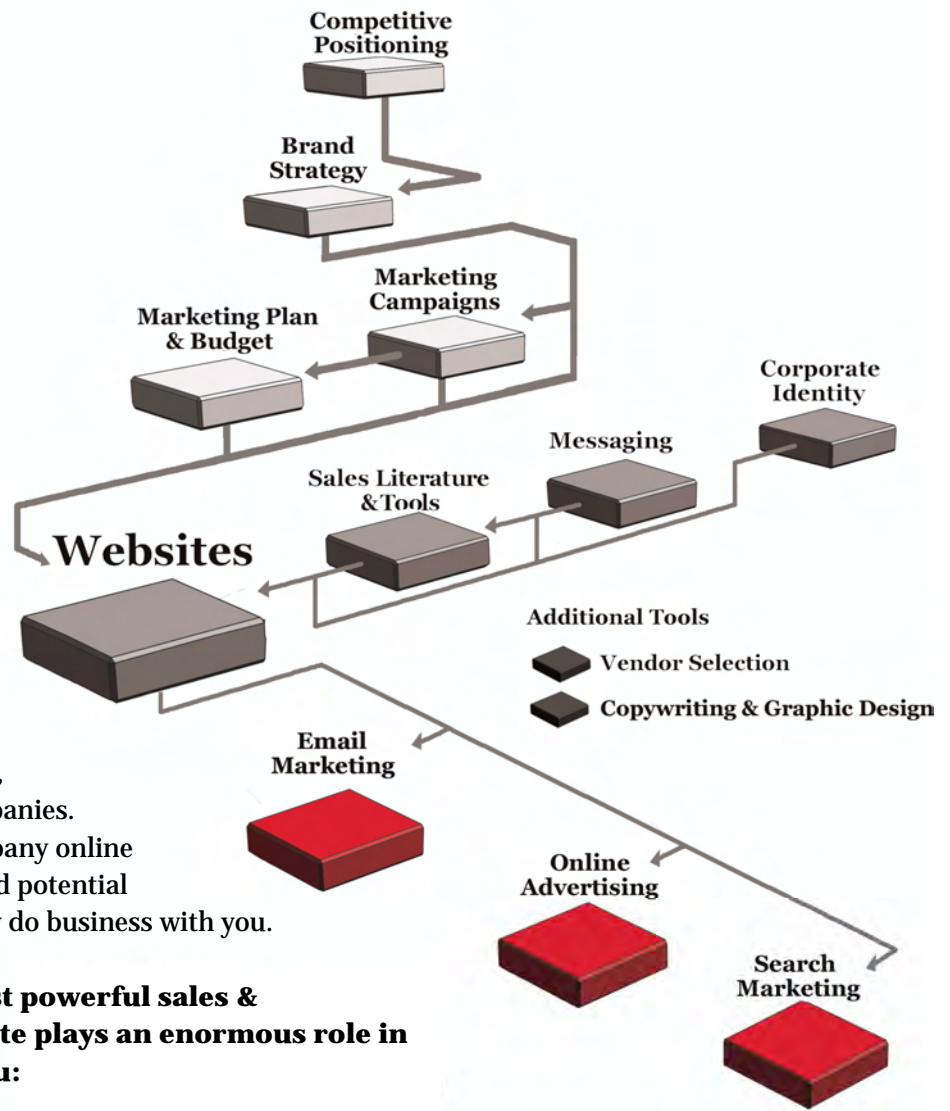 Competitive
Positioning
Brand
Strategy
Marketing
Campaigns
Marketing Plan
& Budget
Corporate
Identity
Messaging
Sales Literature
&Tools
Websites
Additional Tools
Vendor Selection
Copywriting & Graphic Design
Email
Marketing
Online
Advertising
Search
Marketing
,
panies.
pany online
d potential
do business with you.
st powerful sales &
te plays an enormous role in
u: